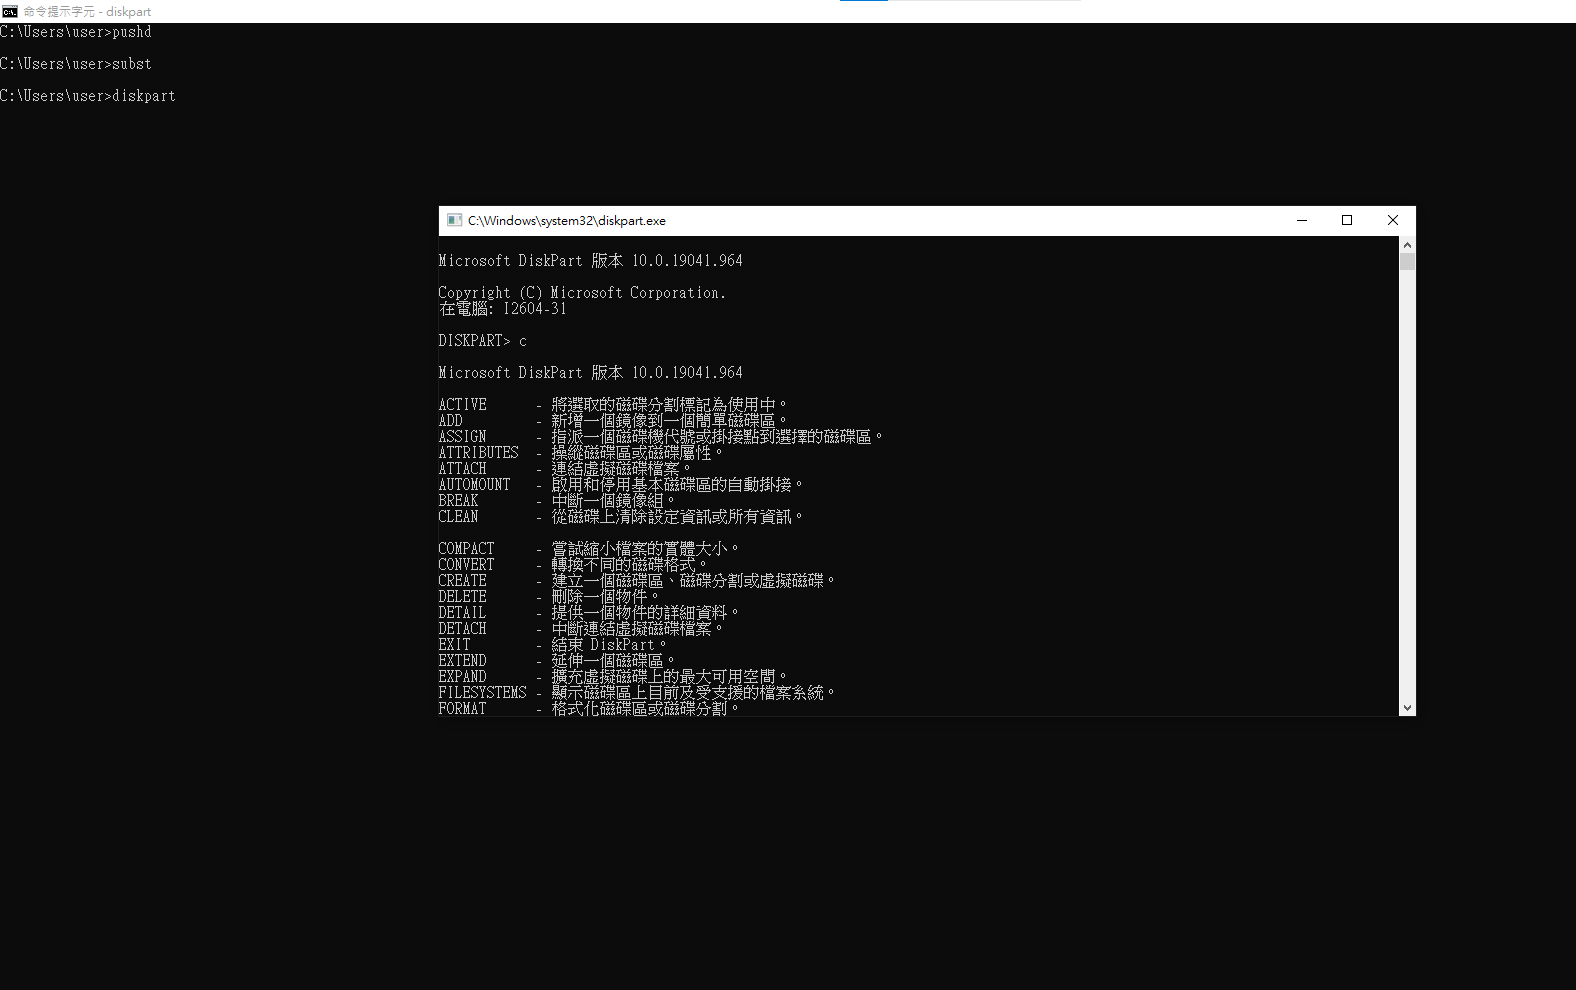 命令提示字元 - diskpart
C:\Users\user>pushd
C:\Users\user>subst
C:\Users\user>diskpart
C:\Windows\system32\diskpart.exe
Microsoft DiskPart 版本 10.0.19041.964
Copyright (C) Microsoft Corporation.
在電腦: I2604-31
DISKPART> c
Microsoft DiskPart 版本 10.0.19041.964
ACTIVE - 將選取的磁碟分割標記為使用中。
ADD - 新增一個鏡像到一個簡單磁碟區。
ASSIGN - 指派一個磁碟機代號或掛接點到選擇的磁碟區。
ATTRIBUTES - 操縱磁碟區或磁碟屬性。
ATTACH - 連結虛擬磁碟檔案。
AUTOMOUNT - 啟用和停用基本磁碟區的自動掛接。
BREAK - 中斷一個鏡像組。
CLEAN - 從磁碟上清除設定資訊或所有資訊。
COMPACT - 嘗試縮小檔案的實體大小。
CONVERT - 轉換不同的磁碟格式。
CREATE - 建立一個磁碟區、磁碟分割或虛擬磁碟。
DELETE - 刪除一個物件。
DETAIL - 提供一個物件的詳細資料。
DETACH - 中斷連結虛擬磁碟檔案。
EXIT - 結束 DiskPart。
EXTEND - 延伸一個磁碟區。
EXPAND - 擴充虛擬磁碟上的最大可用空間。
FILESYSTEMS - 顯示磁碟區上目前及受支援的檔案系統。
FORMAT - 格式化磁碟區或磁碟分割。